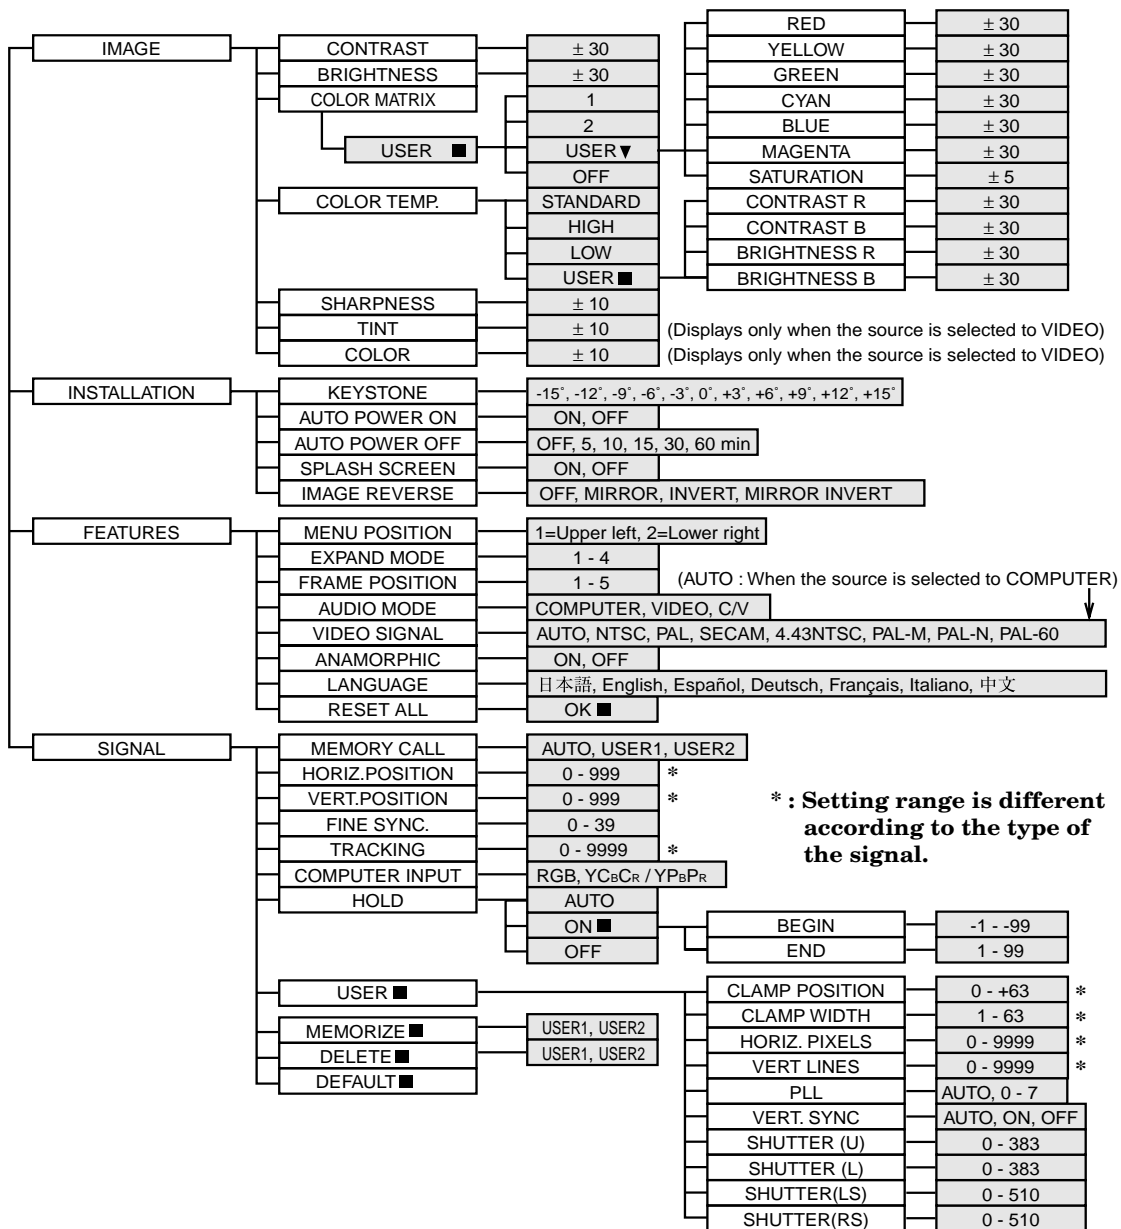 IMAGE
CONTRAST ± 30
BRIGHTNESS ± 30
COLOR MATRIX
USER ■
1
2
USER▼
OFF
RED ± 30
YELLOW ± 30
GREEN ± 30
CYAN ± 30
BLUE ± 30
MAGENTA ± 30
SATURATION ± 5
COLOR TEMP.
STANDARD
HIGH
LOW
USER■
CONTRAST R ± 30
CONTRAST B ± 30
BRIGHTNESS R ± 30
BRIGHTNESS B ± 30
SHARPNESS ± 10
TINT ± 10 (Displays only when the source is selected to VIDEO)
COLOR ± 10 (Displays only when the source is selected to VIDEO)
INSTALLATION
KEYSTONE -15°, -12°, -9°, -6°, -3°, 0°, +3°, +6°, +9°, +12°, +15°
AUTO POWER ON ON, OFF
AUTO POWER OFF OFF, 5, 10, 15, 30, 60 min
SPLASH SCREEN ON, OFF
IMAGE REVERSE OFF, MIRROR, INVERT, MIRROR INVERT
FEATURES
MENU POSITION 1=Upper left, 2=Lower right
EXPAND MODE 1 - 4
FRAME POSITION 1 - 5 (AUTO : When the source is selected to COMPUTER)
AUDIO MODE COMPUTER, VIDEO, C/V
VIDEO SIGNAL AUTO, NTSC, PAL, SECAM, 4.43NTSC, PAL-M, PAL-N, PAL-60
ANAMORPHIC ON, OFF
LANGUAGE 日本語, English, Español, Deutsch, Français, Italiano, 中文
RESET ALL OK ■
SIGNAL
MEMORY CALL AUTO, USER1, USER2
HORIZ.POSITION 0 - 999 *
VERT.POSITION 0 - 999 *
FINE SYNC. 0 - 39
TRACKING 0 - 9999 *
* : Setting range is different
according to the type of
the signal.
COMPUTER INPUT RGB, YCBCR / YPBPR
HOLD
AUTO
ON ■
OFF
BEGIN -1 - -99
END 1 - 99
USER ■
CLAMP POSITION 0 - +63 *
CLAMP WIDTH 1 - 63 *
HORIZ. PIXELS 0 - 9999 *
VERT LINES 0 - 9999 *
PLL AUTO, 0 - 7
VERT. SYNC AUTO, ON, OFF
SHUTTER (U) 0 - 383
SHUTTER (L) 0 - 383
SHUTTER(LS) 0 - 510
SHUTTER(RS) 0 - 510
MEMORIZE■ USER1, USER2
DELETE■ USER1, USER2
DEFAULT■